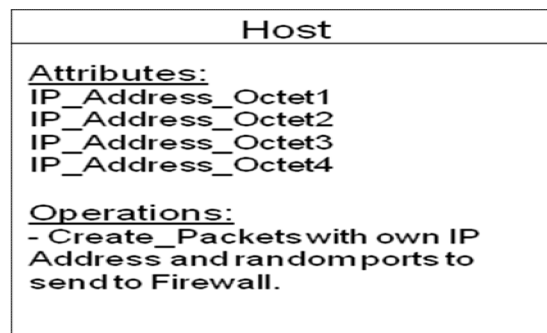 Host
Attributes:
IP_Address_Octet1
IP_Address_Octet2
IP_Address_Octet3
IP_Address_Octet4
Operations:
- Create_Packets with own IP
Address and random ports to
send to Firewall.